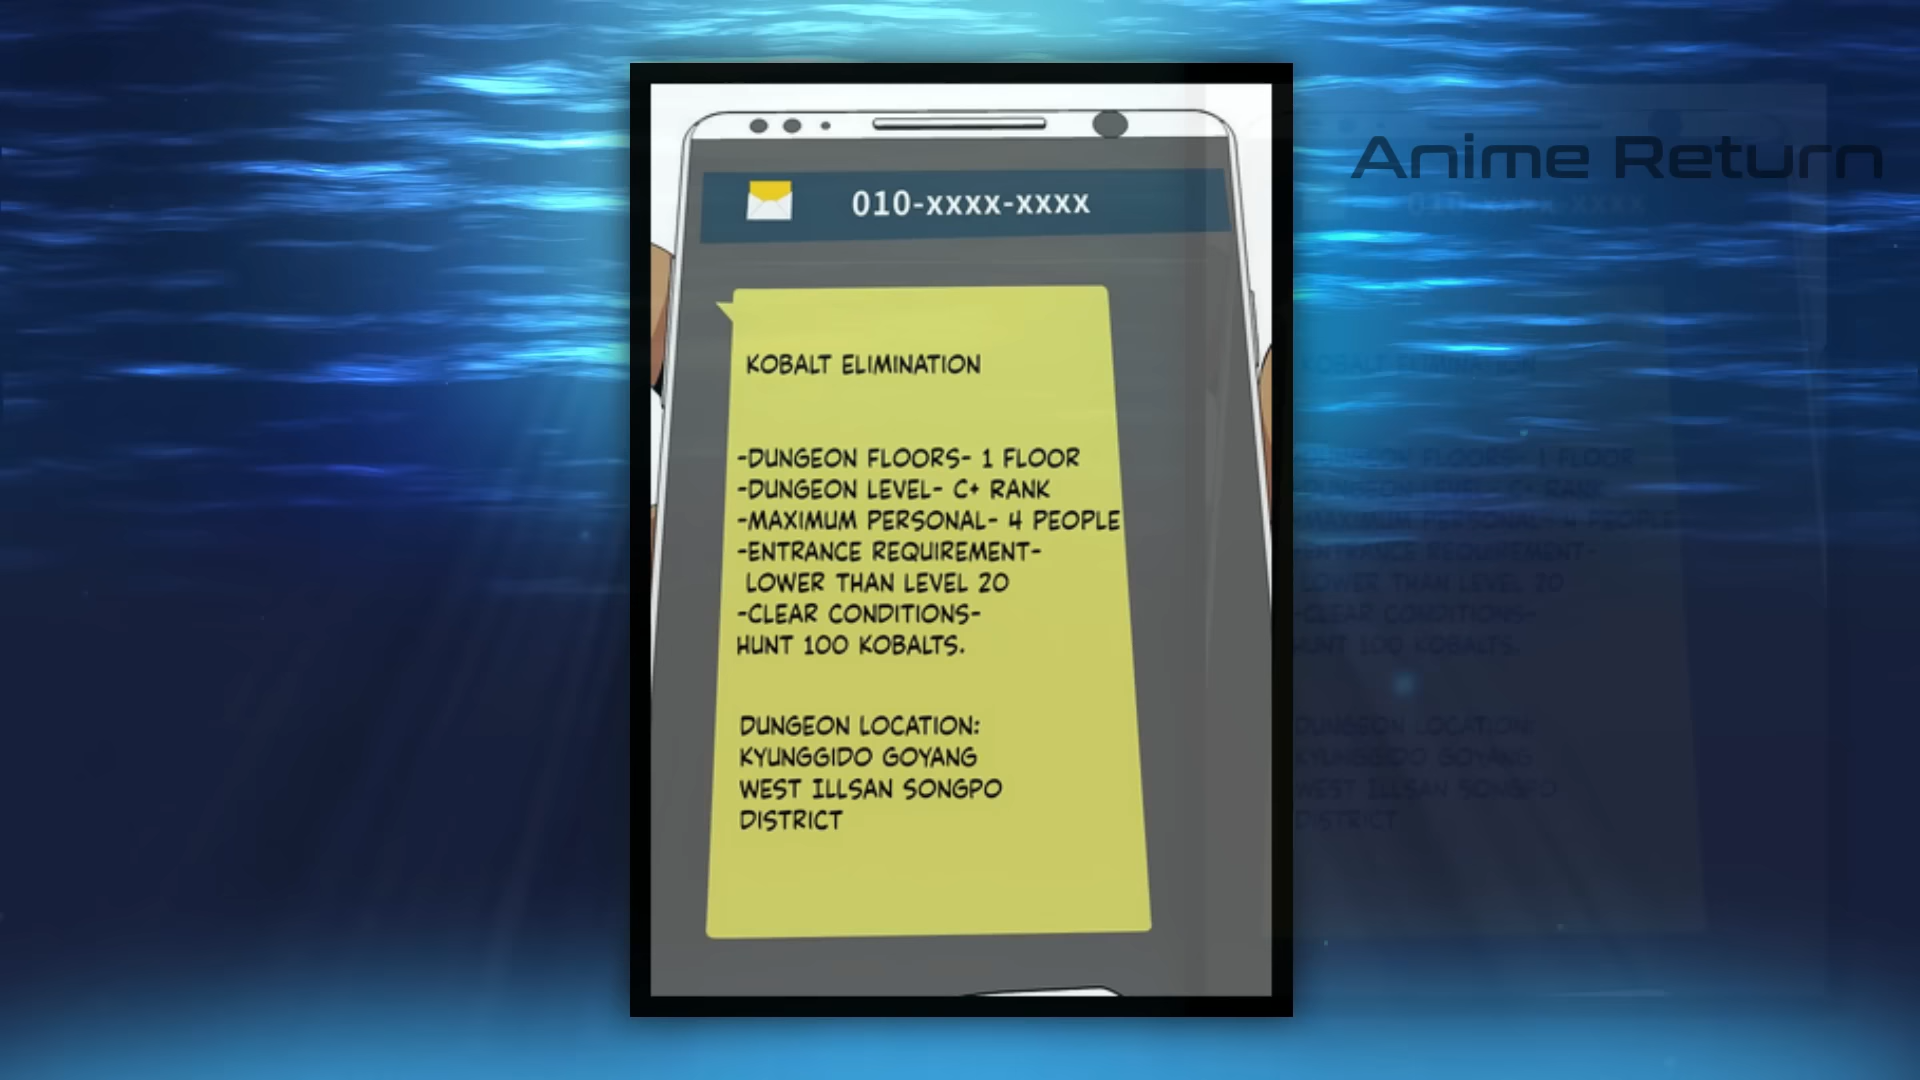 Anime Return
010-xxxx-xxxx
KOBALT ELIMINATION
-DUNGEON FLOORS- 1 FLOOR
-DUNGEON LEVEL- C+ RANK
-MAXIMUM PERSONAL- 4 PEOPLE
-ENTRANCE REQUIREMENT-
LOWER THAN LEVEL 20
-CLEAR CONDITIONS-
HUNT 100 KOBALTS.
DUNGEON LOCATION:
KYUNGGIDO GOYANG
WEST ILLSAN SONGPO
DISTRICT